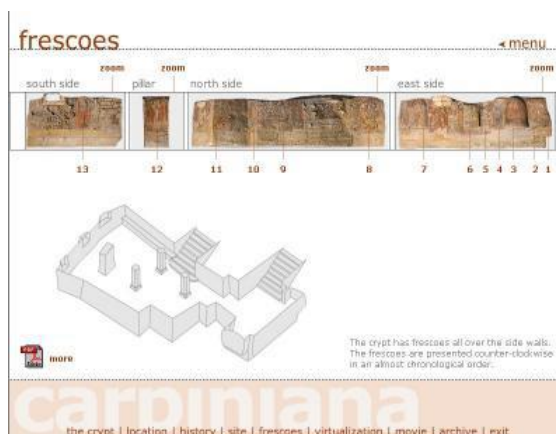 frescoes
◄ menu
zoom zoom zoom zoom
south side pillar north side east side
13 12 11 10 9 8 7 6 5 4 3 2 1
The crypt has frescoes all over the side walls.
The frescoes are presented counter-clockwise
in an almost chronological order.
more
carpiniana
the crypt | location | history | site | frescoes | virtualization | movie | archive | exit